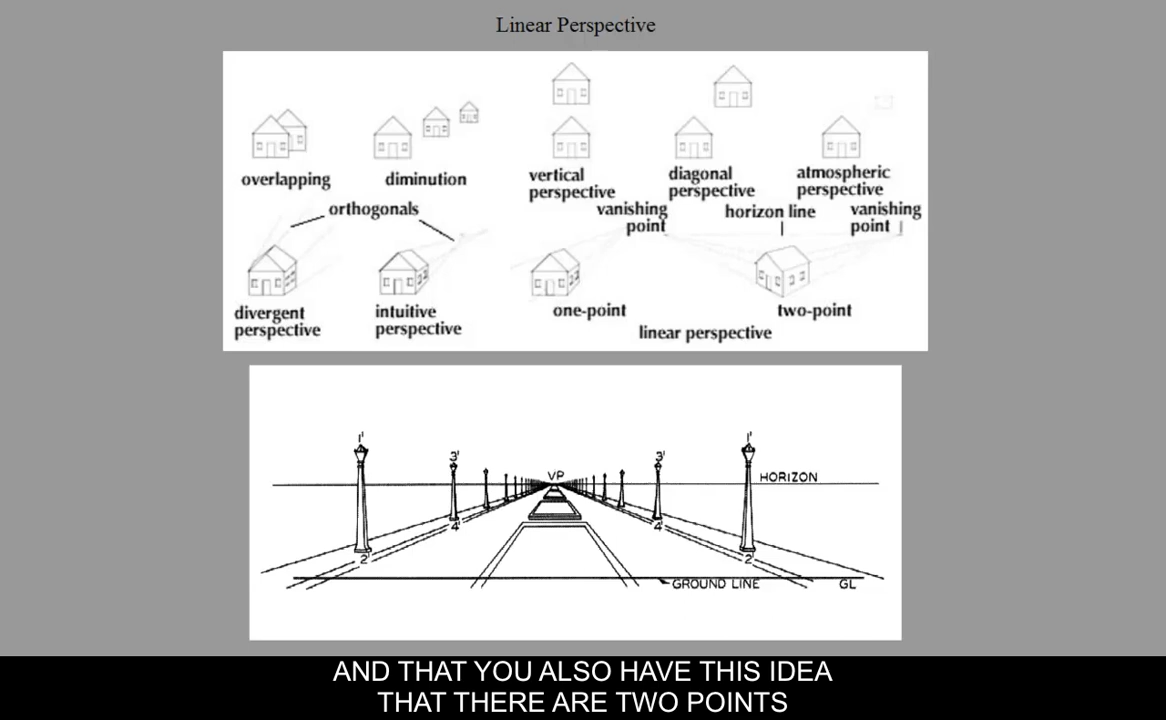 Linear Perspective
overlapping
diminution
vertical
perspective
diagonal
perspective
atmospheric
perspective
orthogonals
vanishing
point
horizon line
vanishing
point
divergent
perspective
intuitive
perspective
one-point
two-point
linear perspective
1'
3'
VP
3'
1'
HORIZON
4'
4'
2'
2'
GROUND LINE
GL
AND THAT YOU ALSO HAVE THIS IDEA
THAT THERE ARE TWO POINTS